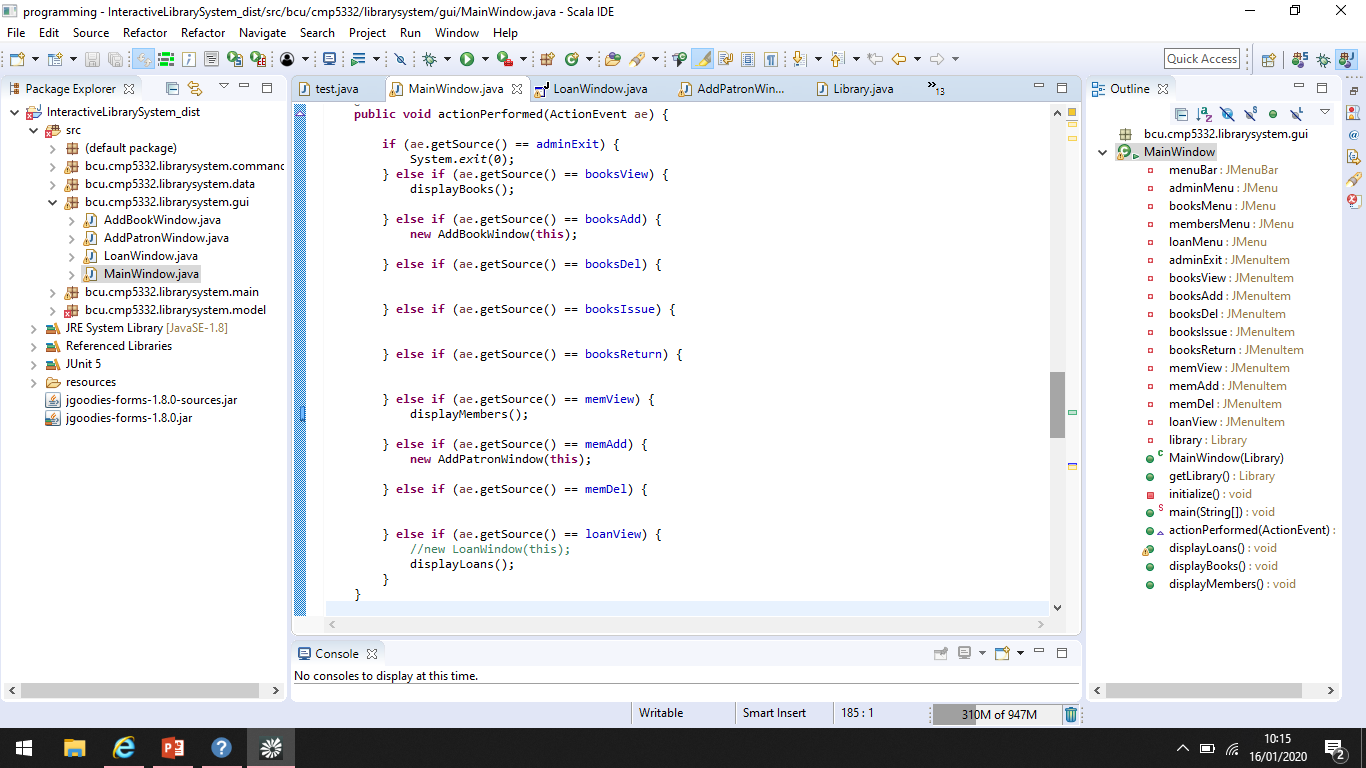 programming - InteractiveLibrarySystem_dist/src/bcu/cmp5332/librarysystem/gui/MainWindow.java - Scala IDE
File Edit Source Refactor Refactor Navigate Search Project Run Window Help
Quick Access
Package Explorer
InteractiveLibrarySystem_dist
src
(default package)
bcu.cmp5332.librarysystem.command
bcu.cmp5332.librarysystem.data
bcu.cmp5332.librarysystem.gui
AddBookWindow.java
AddPatronWindow.java
LoanWindow.java
MainWindow.java
bcu.cmp5332.librarysystem.main
bcu.cmp5332.librarysystem.model
JRE System Library [JavaSE-1.8]
Referenced Libraries
JUnit 5
resources
jgoodies-forms-1.8.0-sources.jar
jgoodies-forms-1.8.0.jar
test.java MainWindow.java LoanWindow.java AddPatronWin... Library.java »13
public void actionPerformed(ActionEvent ae) {
if (ae.getSource() == adminExit) {
System.exit(0);
} else if (ae.getSource() == booksView) {
displayBooks();
} else if (ae.getSource() == booksAdd) {
new AddBookWindow(this);
} else if (ae.getSource() == booksDel) {
} else if (ae.getSource() == booksIssue) {
} else if (ae.getSource() == booksReturn) {
} else if (ae.getSource() == memView) {
displayMembers();
} else if (ae.getSource() == memAdd) {
new AddPatronWindow(this);
} else if (ae.getSource() == memDel) {
} else if (ae.getSource() == loanView) {
//new LoanWindow(this);
displayLoans();
}
}
Console
No consoles to display at this time.
Outline
bcu.cmp5332.librarysystem.gui
MainWindow
menuBar : JMenuBar
adminMenu : JMenu
booksMenu : JMenu
membersMenu : JMenu
loanMenu : JMenu
adminExit : JMenuItem
booksView : JMenuItem
booksAdd : JMenuItem
booksDel : JMenuItem
booksIssue : JMenuItem
booksReturn : JMenuItem
memView : JMenuItem
memAdd : JMenuItem
memDel : JMenuItem
loanView : JMenuItem
library : Library
MainWindow(Library)
getLibrary() : Library
initialize() : void
main(String[]) : void
actionPerformed(ActionEvent) :
displayLoans() : void
displayBooks() : void
displayMembers() : void
Writable Smart Insert 185 : 1 310M of 947M
10:15
16/01/2020
2